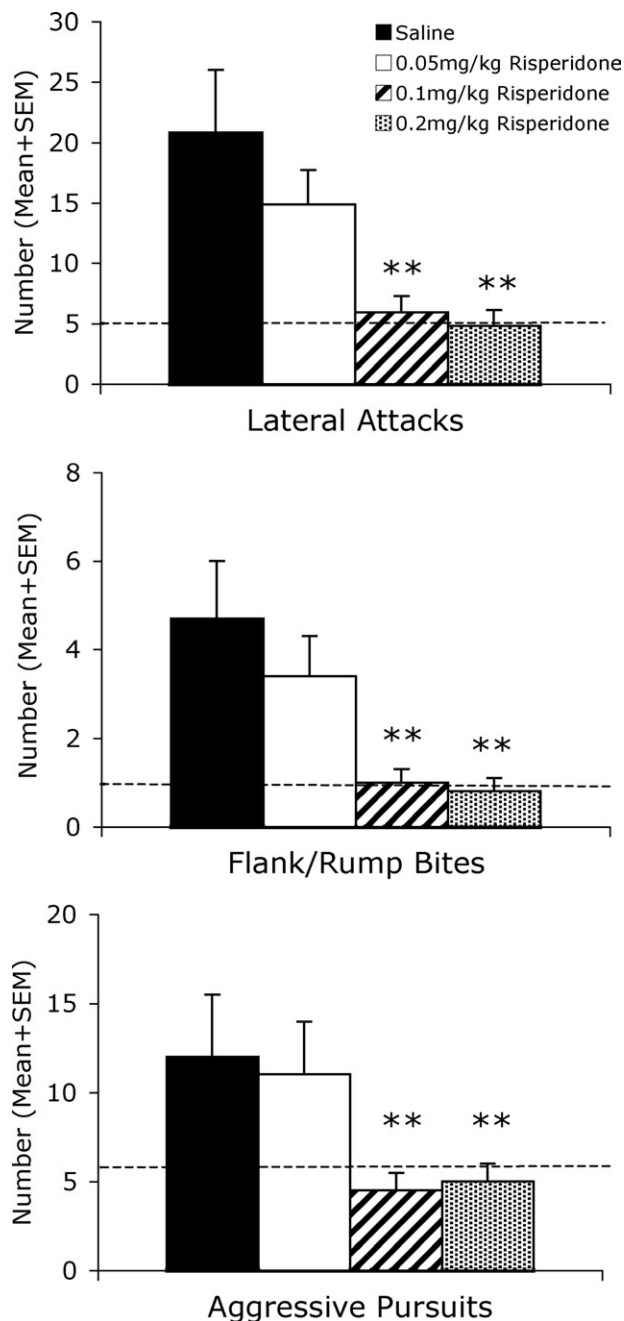 Saline
0.05mg/kg Risperidone
0.1mg/kg Risperidone
0.2mg/kg Risperidone
Number (Mean+SEM)
30
25
20
15
10
5
0
**
**
Lateral Attacks
Number (Mean+SEM)
8
6
4
2
0
**
**
Flank/Rump Bites
Number (Mean+SEM)
20
15
10
5
0
**
**
Aggressive Pursuits